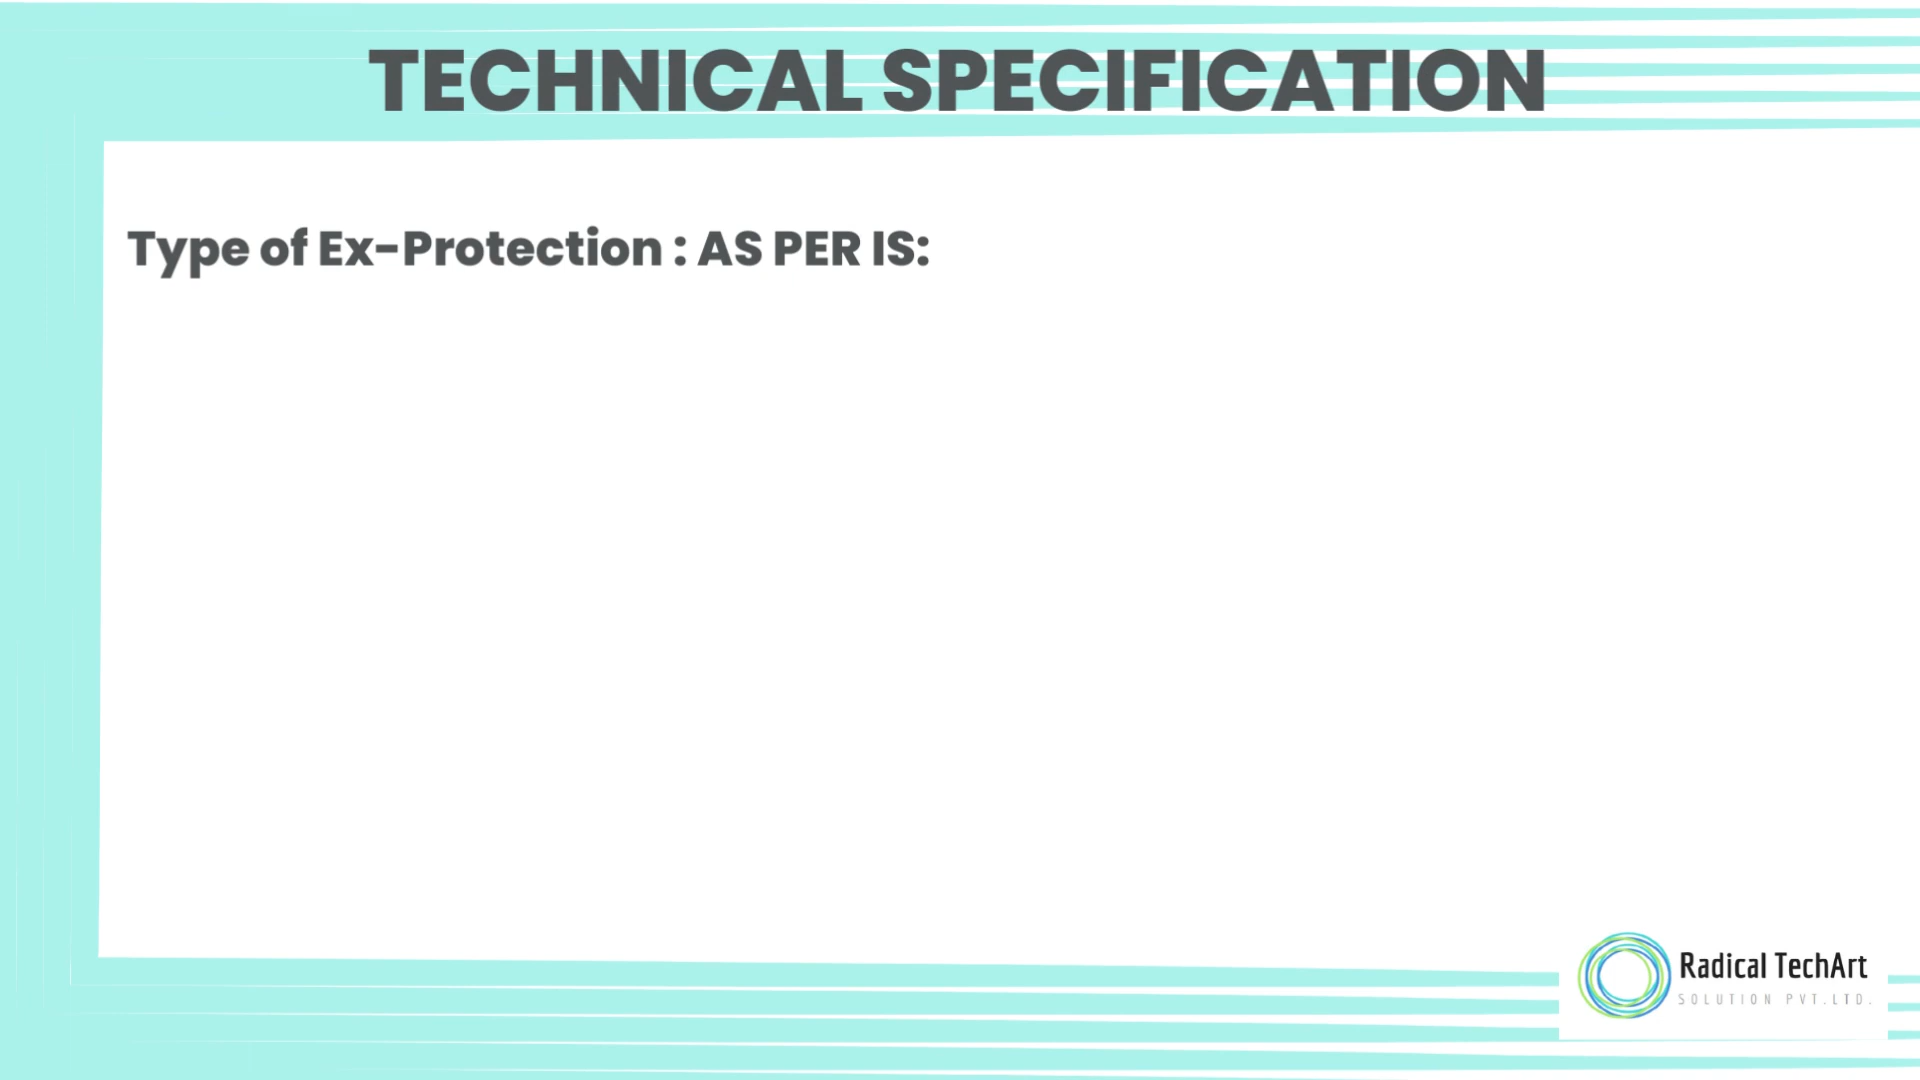 TECHNICAL SPECIFICATION
Type of Ex-Protection : AS PER IS:
Radical TechArt
SOLUTION PVT.LTD.